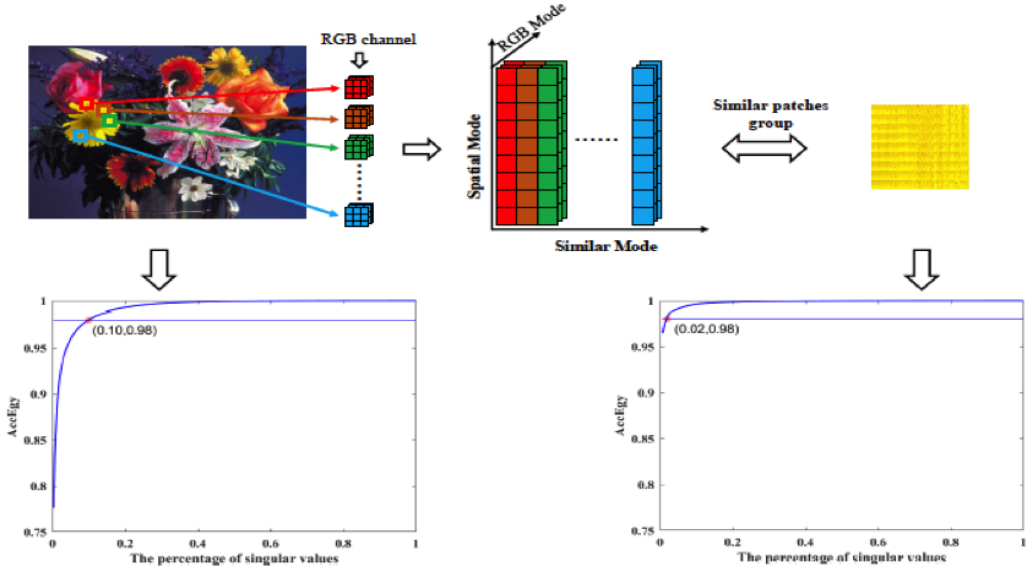 RGB channel
RGB Mode
Spatial Mode
Similar Mode
Similar patches
group
1
0.95
0.9
0.85
0.8
0.75
AccEgy
(0.10,0.98)
0 0.2 0.4 0.6 0.8 1
The percentage of singular values
1
0.95
0.9
0.85
0.8
0.75
AccEgy
(0.02,0.98)
0 0.2 0.4 0.6 0.8 1
The percentage of singular values